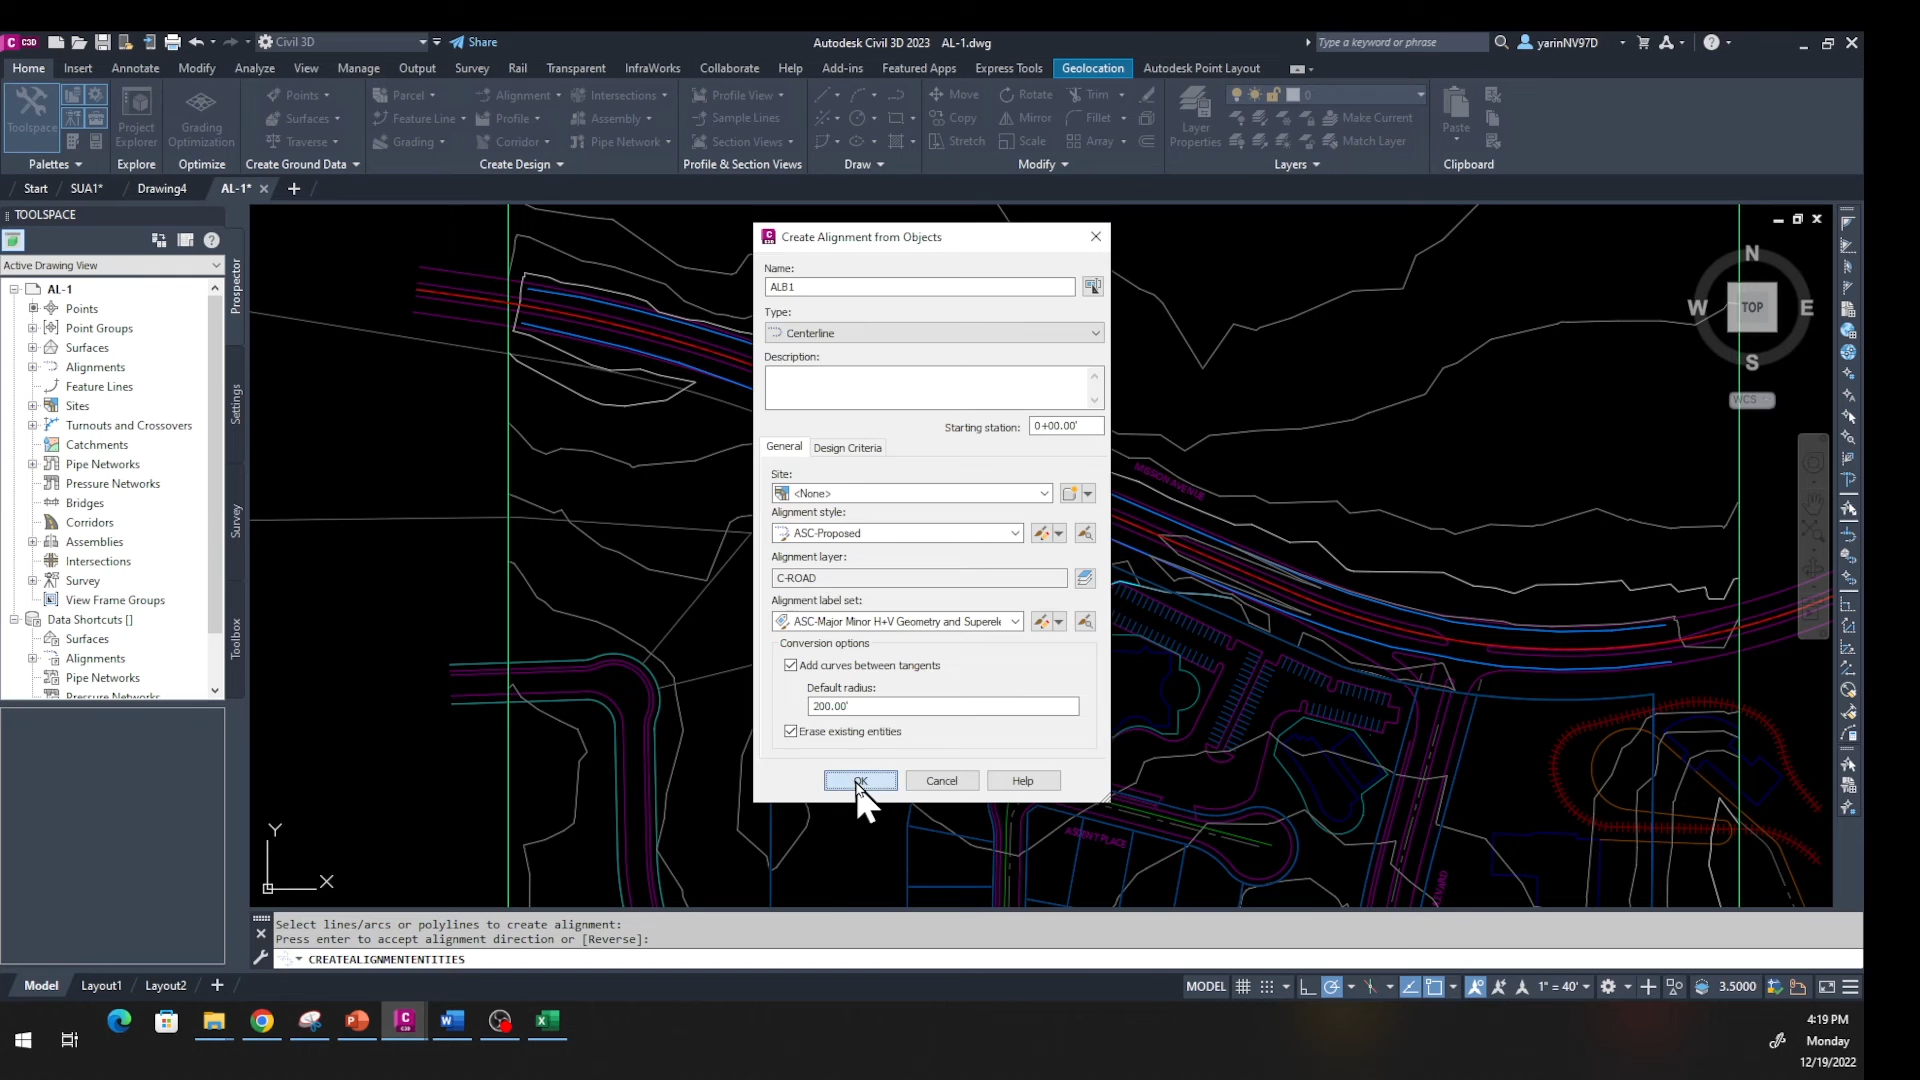 C3D Civil 3D Share Autodesk Civil 3D 2023 AL-1.dwg Type a keyword or phrase yarinNV97D
Home Insert Annotate Modify Analyze View Manage Output Survey Rail Transparent InfraWorks Collaborate Help Add-ins Featured Apps Express Tools Geolocation Autodesk Point Layout
Points Parcel Alignment Intersections Profile View Move Rotate Trim 0
Toolspace Project Explorer Grading Optimization Surfaces Feature Line Profile Assembly Sample Lines Copy Mirror Fillet Layer Properties Make Current Paste
Traverse Grading Corridor Pipe Network Section Views Stretch Scale Array Match Layer
Palettes Explore Optimize Create Ground Data Create Design Profile & Section Views Draw Modify Layers Clipboard
Start SUA1* Drawing4 AL-1*
TOOLSPACE
Active Drawing View
AL-1
Points
Point Groups
Surfaces
Alignments
Feature Lines
Sites
Turnouts and Crossovers
Catchments
Pipe Networks
Pressure Networks
Bridges
Corridors
Assemblies
Intersections
Survey
View Frame Groups
Data Shortcuts []
Surfaces
Alignments
Pipe Networks
Pressure Networks
Prospector
Settings
Survey
Toolbox
Create Alignment from Objects
Name:
ALB1
Type:
Centerline
Description:
Starting station: 0+00.00'
General Design Criteria
Site:
<None>
Alignment style:
ASC-Proposed
Alignment layer:
C-ROAD
Alignment label set:
ASC-Major Minor H+V Geometry and Superele
Conversion options
Add curves between tangents
Default radius:
200.00'
Erase existing entities
OK Cancel Help
MISSION AVENUE
ASCENT PLACE
N
W TOP E
S
WCS
Y
X
Select lines/arcs or polylines to create alignment:
Press enter to accept alignment direction or [Reverse]:
CREATEALIGNMENTENTITIES
Model Layout1 Layout2 MODEL 1" = 40' 3.5000
4:19 PM
Monday
12/19/2022